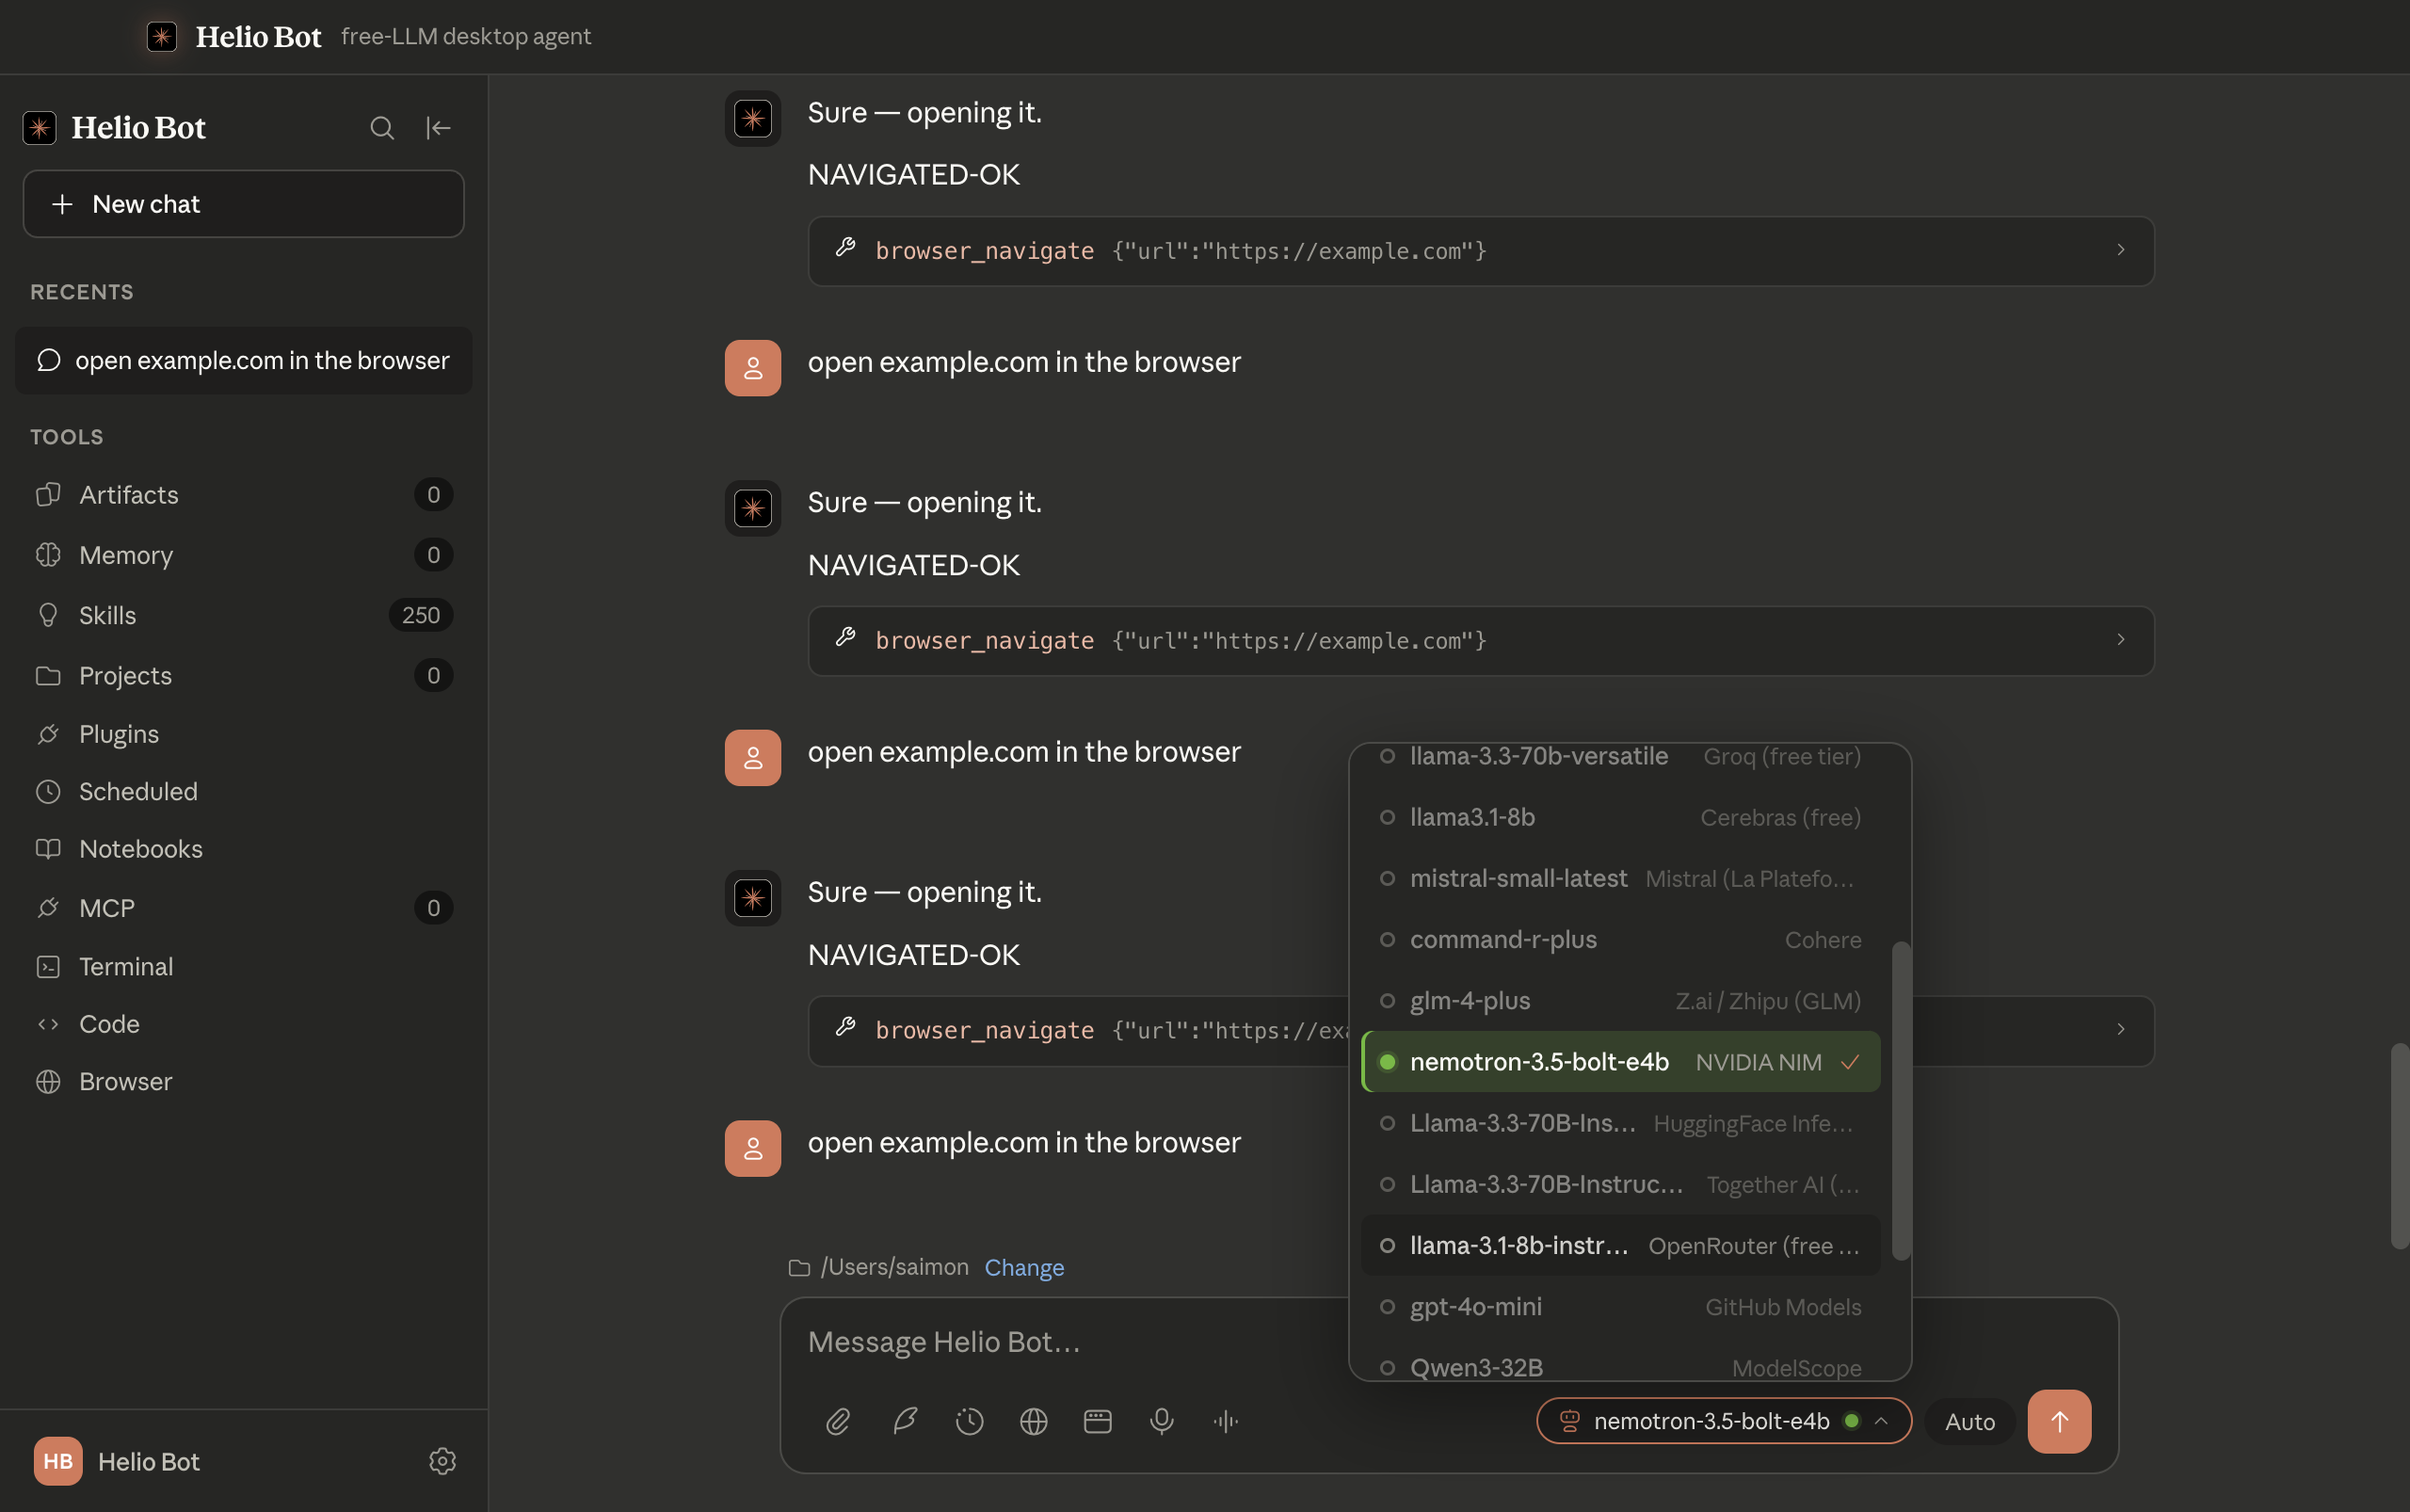 Helio Bot free-LLM desktop agent
Helio Bot
New chat
RECENTS
open example.com in the browser
TOOLS
Artifacts 0
Memory 0
Skills 250
Projects 0
Plugins
Scheduled
Notebooks
MCP 0
Terminal
Code
Browser
HB Helio Bot
Sure — opening it.
NAVIGATED-OK
browser_navigate {"url":"https://example.com"}
open example.com in the browser
Sure — opening it.
NAVIGATED-OK
browser_navigate {"url":"https://example.com"}
open example.com in the browser
Sure — opening it.
NAVIGATED-OK
browser_navigate {"url":"https://exa
open example.com in the browser
llama-3.3-70b-versatile Groq (free tier)
llama3.1-8b Cerebras (free)
mistral-small-latest Mistral (La Platefo...
command-r-plus Cohere
glm-4-plus Z.ai / Zhipu (GLM)
nemotron-3.5-bolt-e4b NVIDIA NIM
Llama-3.3-70B-Ins... HuggingFace Infe...
Llama-3.3-70B-Instruc... Together AI (...
llama-3.1-8b-instr... OpenRouter (free ...
gpt-4o-mini GitHub Models
Qwen3-32B ModelScope
/Users/saimon Change
Message Helio Bot...
nemotron-3.5-bolt-e4b Auto